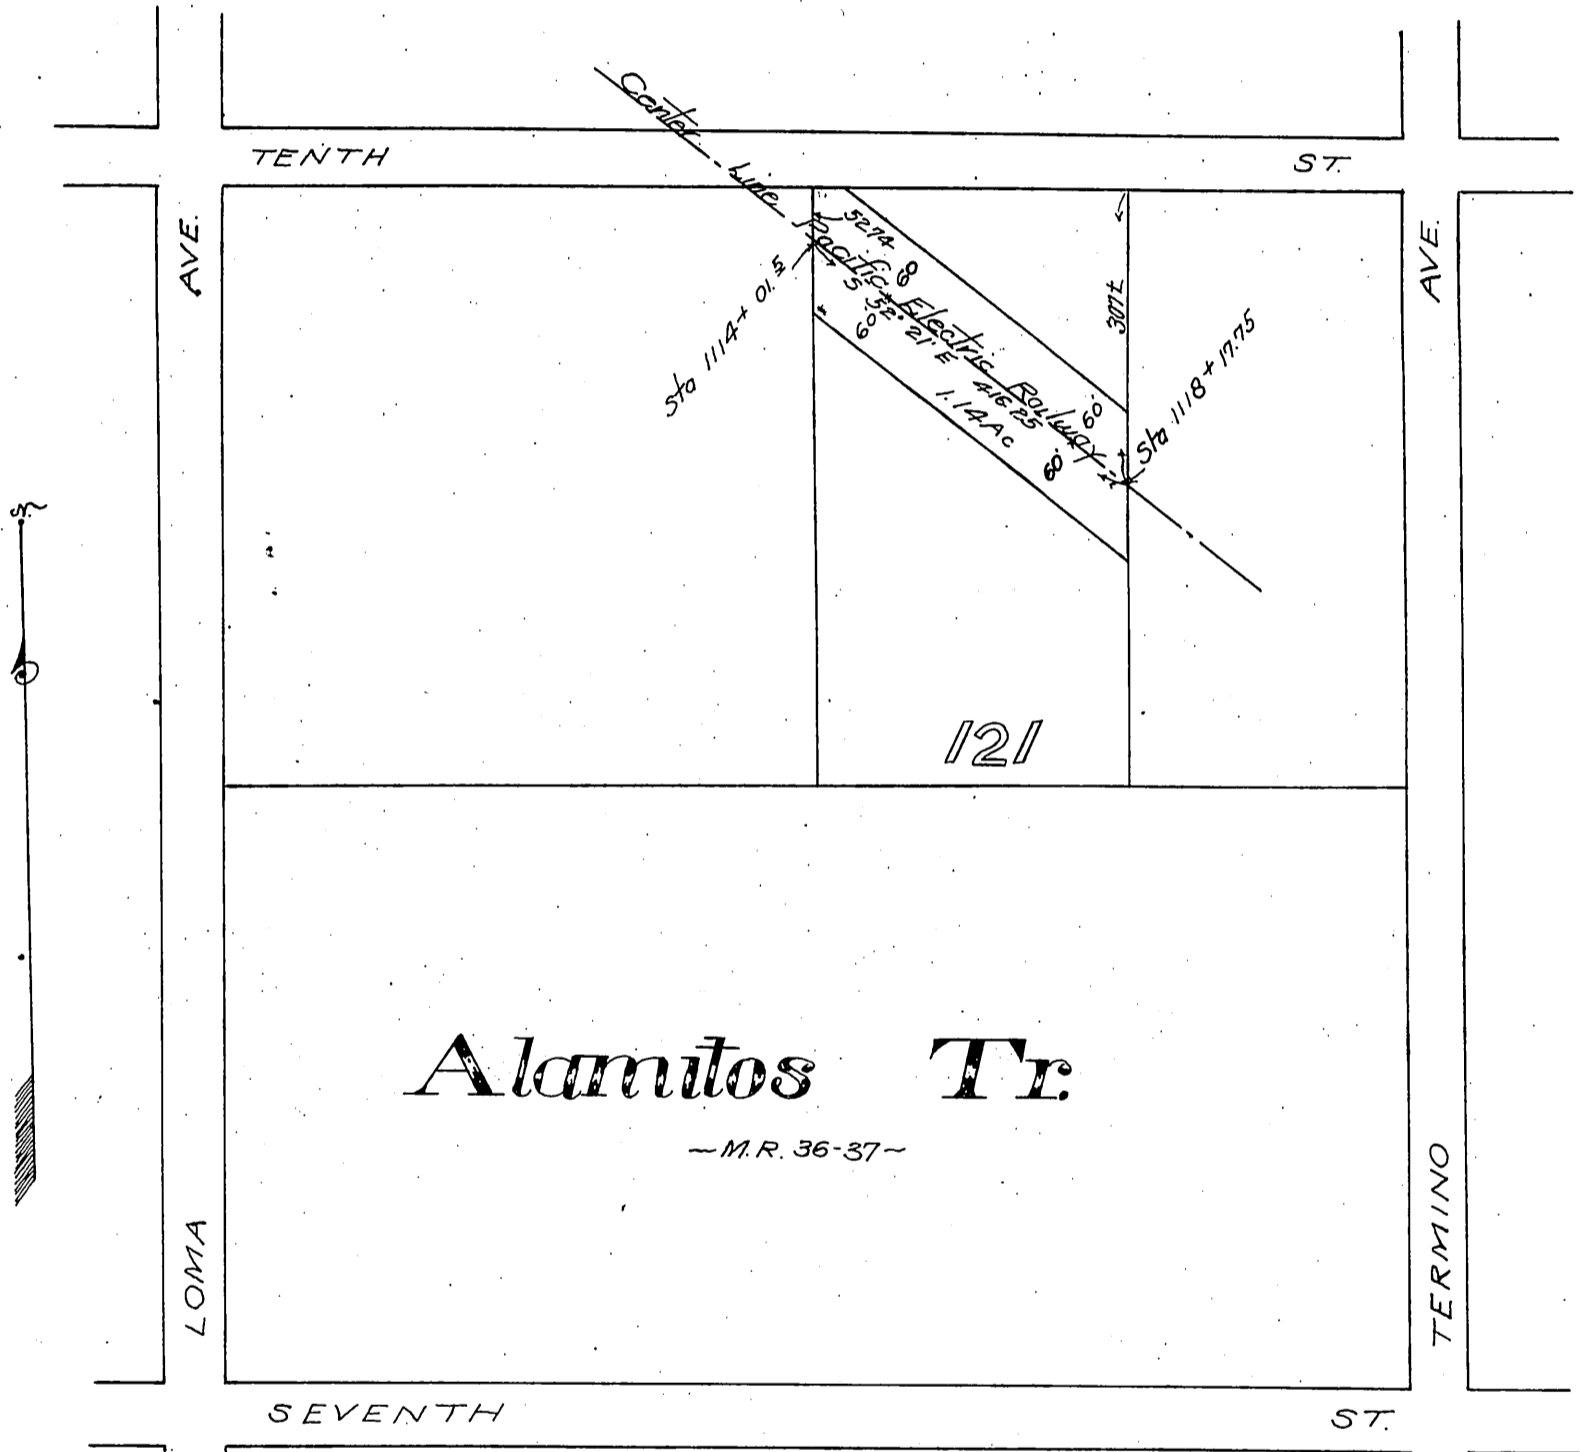 TENTH ST.
AVE.
AVE.
Center Line Pacific Electric Railway
5274
60
S. 52° 21' E 416.25
60'
1.14 Ac
60'
60'
307±
Sta 1114 + 01.5
Sta 1118 + 17.75
121
Alamitos Tr.
~M.R. 36-37~
LOMA
TERMINO
SEVENTH ST.